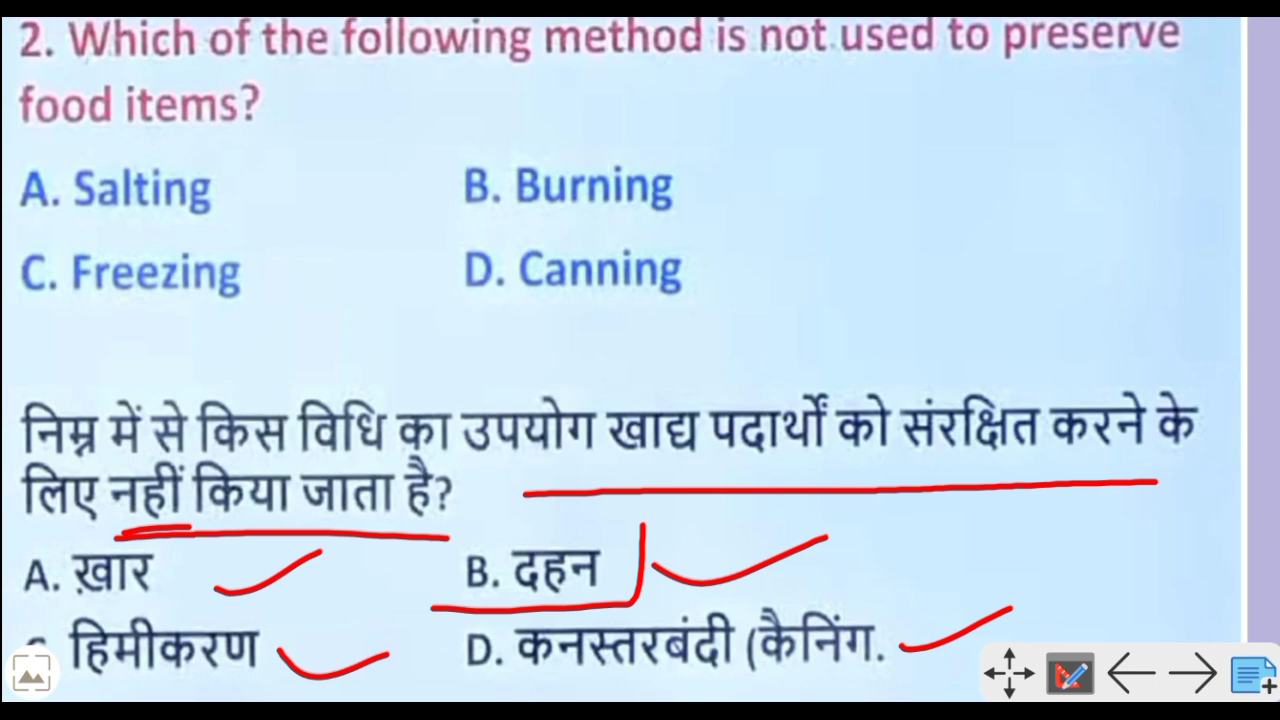 2. Which of the following method is not used to preserve
food items?
A. Salting B. Burning
C. Freezing D. Canning
निम्न में से किस विधि का उपयोग खाद्य पदार्थों को संरक्षित करने के
लिए नहीं किया जाता है?
A. ख़ार B. दहन
हिमीकरण D. कनस्तरबंदी (कैनिंग.